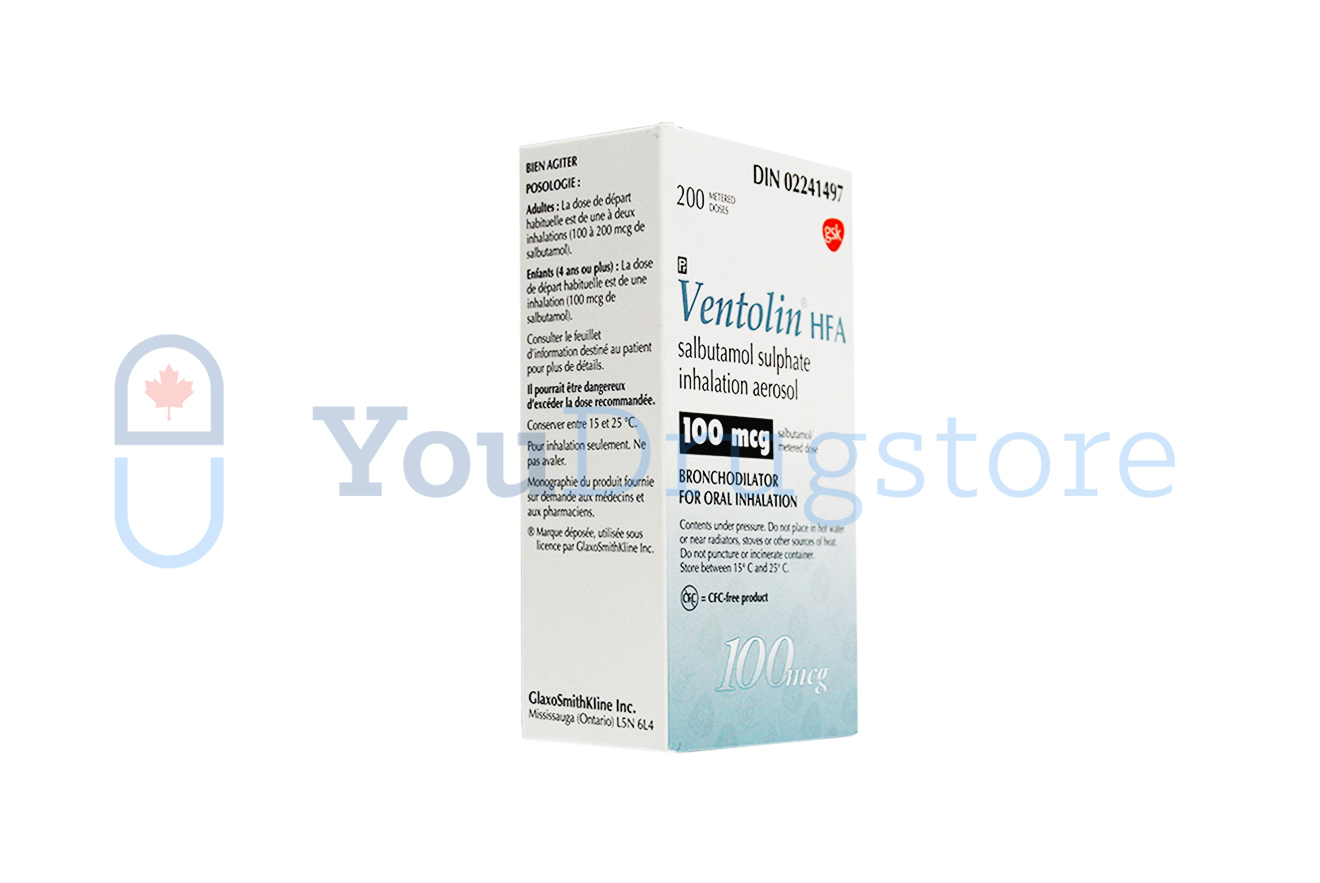 BIEN AGITER
POSOLOGIE :
Adultes : La dose de départ
habituelle est de une à deux
inhalations (100 à 200 mcg de
salbutamol).
Enfants (4 ans ou plus) : La dose
de départ habituelle est de une
inhalation (100 mcg de
salbutamol).
Consulter le feuillet
d'information destiné au patient
pour plus de détails.
Il pourrait être dangereux
d'excéder la dose recommandée.
Conserver entre 15 et 25 °C.
Pour inhalation seulement. Ne
pas avaler.
Monographie du produit fournie
sur demande aux médecins et
aux pharmaciens.
® Marque déposée, utilisée sous
licence par GlaxoSmithKline Inc.
GlaxoSmithKline Inc.
Mississauga (Ontario) L5N 6L4
DIN 02241497
200 METERED
DOSES
gsk
Pr
Ventolin® HFA
salbutamol sulphate
inhalation aerosol
100 mcg salbutamol/
metered dose
BRONCHODILATOR
FOR ORAL INHALATION
Contents under pressure. Do not place in hot water
or near radiators, stoves or other sources of heat.
Do not puncture or incinerate container.
Store between 15° C and 25° C.
CFC = CFC-free product
100 mcg
YouDrugstore